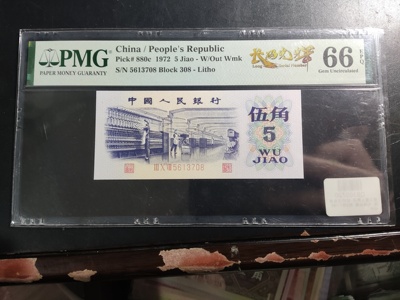 PMG
PAPER MONEY GUARANTY
China / People's Republic
Pick# 880c 1972 5 Jiao - W/Out Wmk
S/N 5613708 Block 308 - Litho
66 EPQ
Gem Uncirculated
中国人民银行
伍角
5
WU
JIAO
5613708